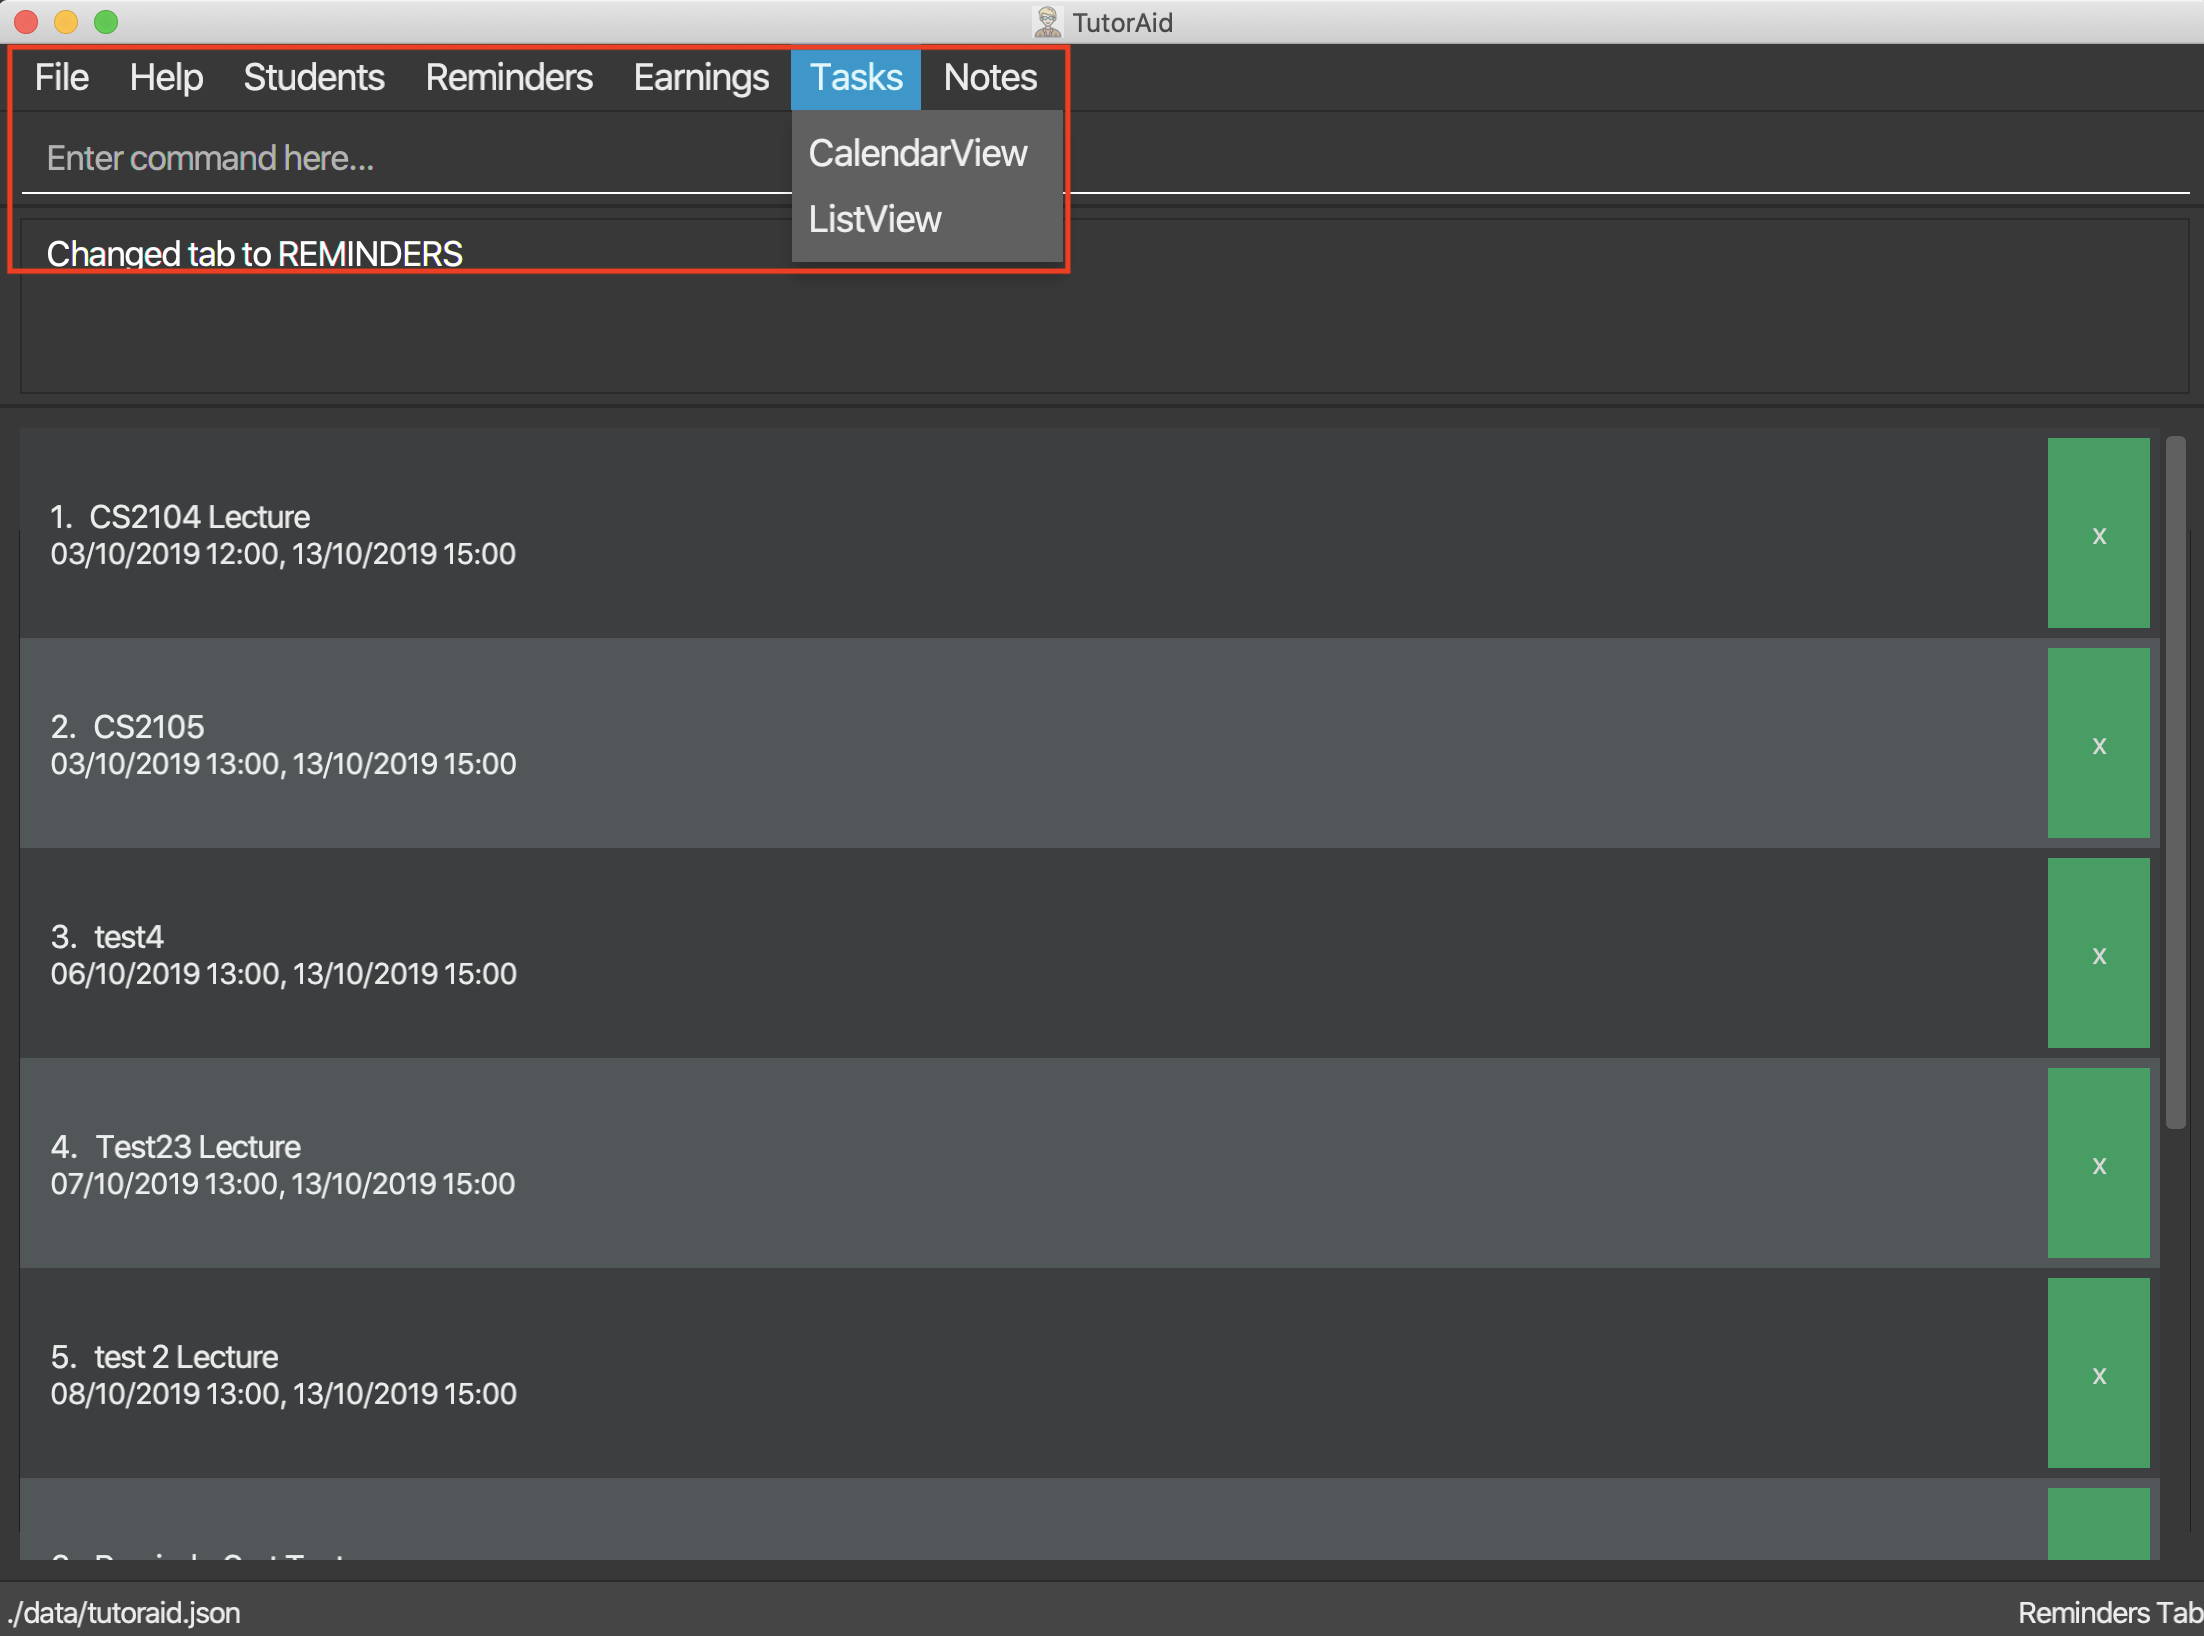 TutorAid
File Help Students Reminders Earnings Tasks Notes
Enter command here...
CalendarView
ListView
Changed tab to REMINDERS
1. CS2104 Lecture
03/10/2019 12:00, 13/10/2019 15:00
x
2. CS2105
03/10/2019 13:00, 13/10/2019 15:00
x
3. test4
06/10/2019 13:00, 13/10/2019 15:00
x
4. Test23 Lecture
07/10/2019 13:00, 13/10/2019 15:00
x
5. test 2 Lecture
08/10/2019 13:00, 13/10/2019 15:00
x
./data/tutoraid.json
Reminders Tab